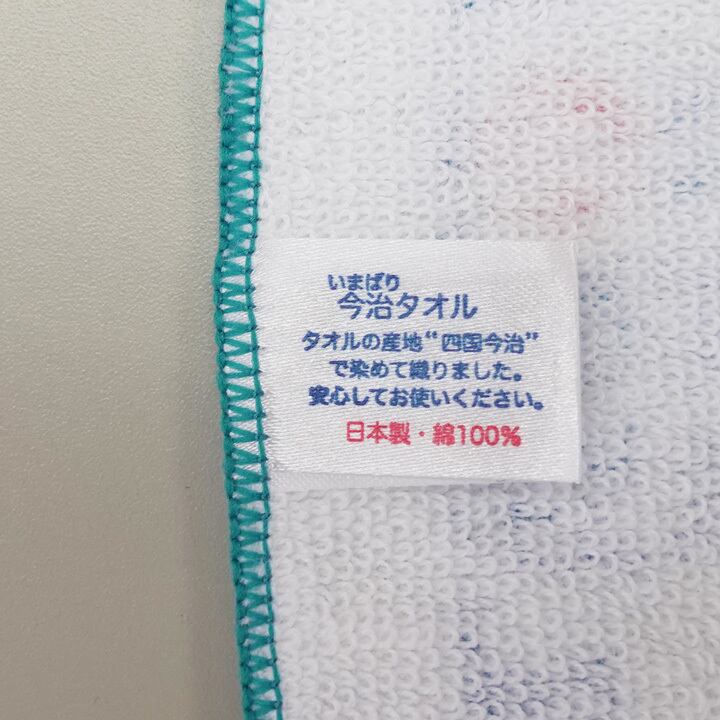 いまばり
今治タオル
タオルの産地“四国今治”
で染めて織りました。
安心してお使いください。
日本製・綿100%